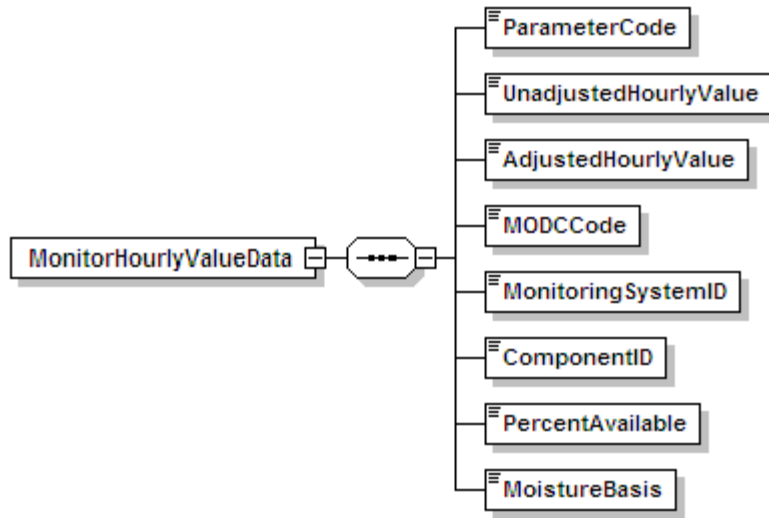 ParameterCode
UnadjustedHourlyValue
AdjustedHourlyValue
MODCCode
MonitorHourlyValueData
MonitoringSystemID
ComponentID
PercentAvailable
MoistureBasis